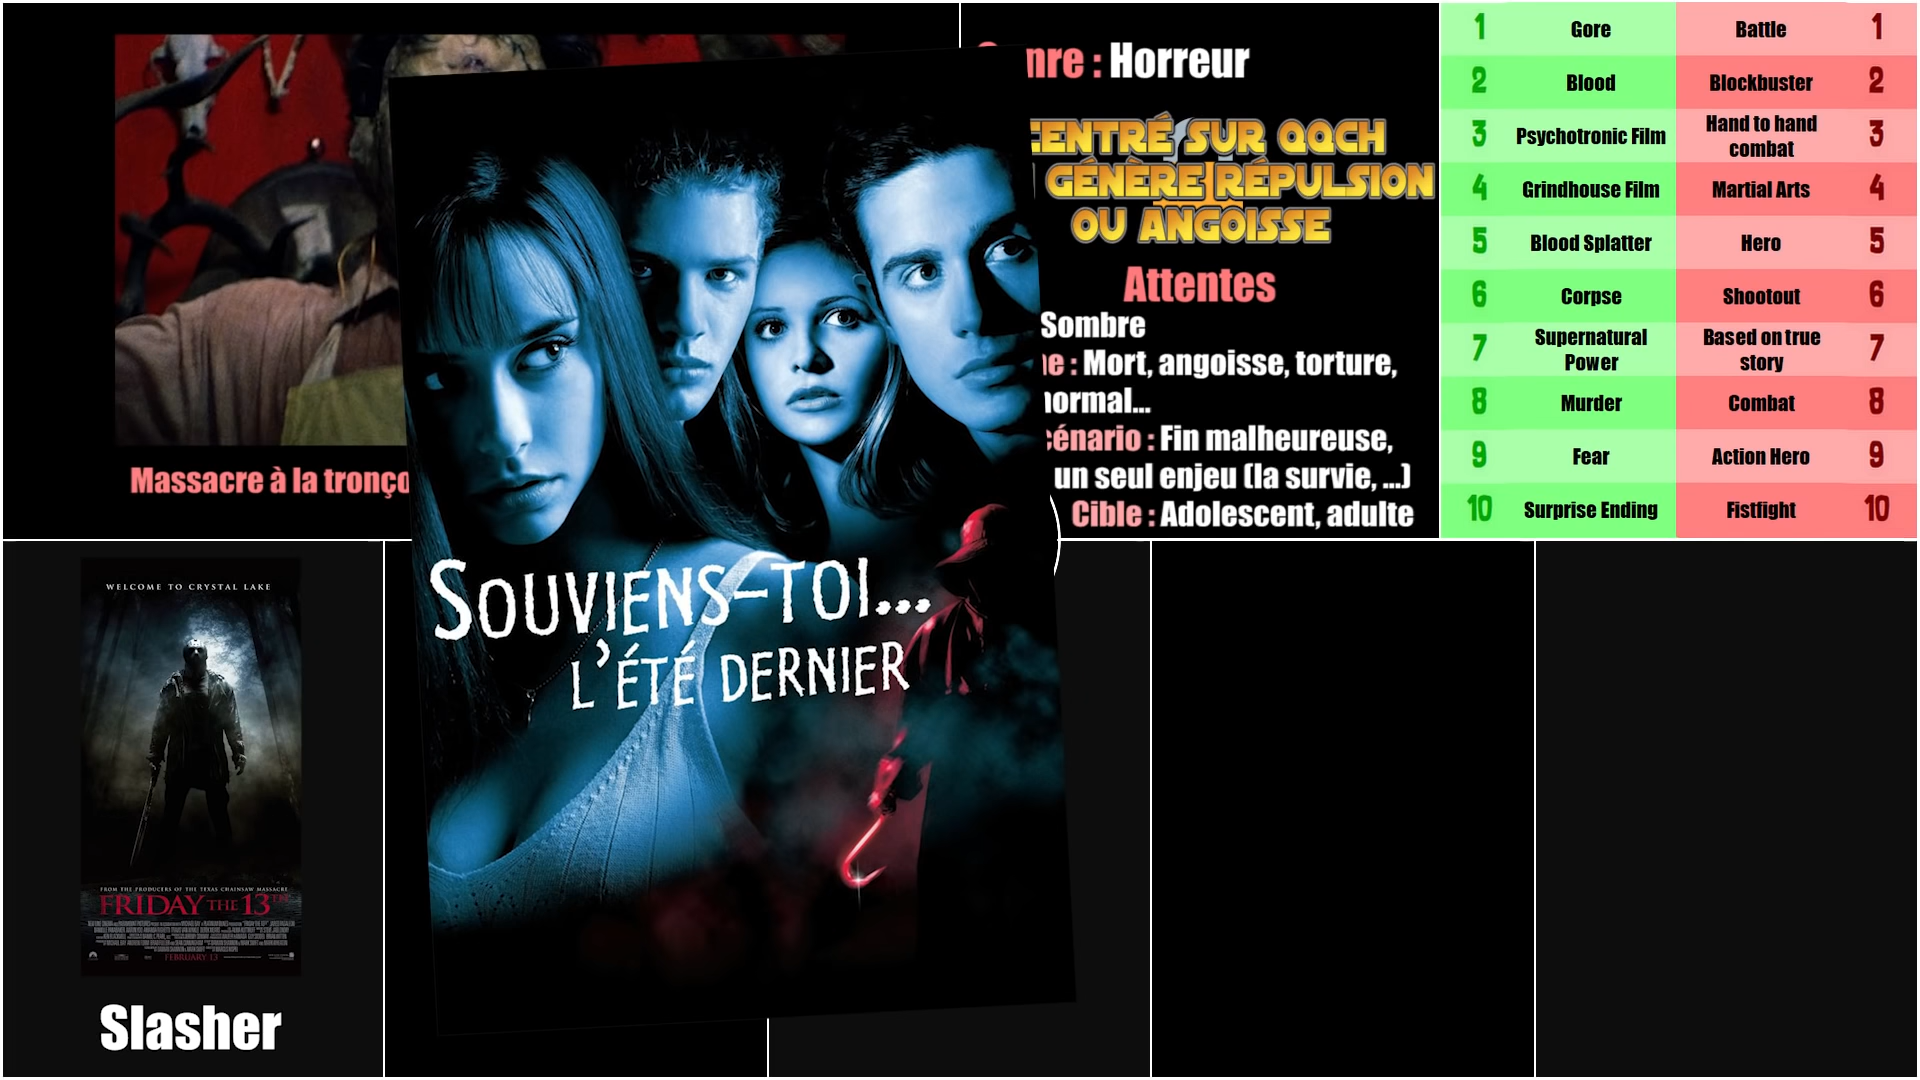 Massacre à la tronço
nre : Horreur
CENTRÉ SUR QQCH
GÉNÈRE RÉPULSION
OU ANGOISSE
Attentes
Sombre
e : Mort, angoisse, torture,
normal...
cénario : Fin malheureuse,
un seul enjeu (la survie, ...)
Cible : Adolescent, adulte
1 Gore Battle 1
2 Blood Blockbuster 2
3 Psychotronic Film Hand to hand combat 3
4 Grindhouse Film Martial Arts 4
5 Blood Splatter Hero 5
6 Corpse Shootout 6
7 Supernatural Power Based on true story 7
8 Murder Combat 8
9 Fear Action Hero 9
10 Surprise Ending Fistfight 10
SOUVIENS-TOI...
L'ÉTÉ DERNIER
WELCOME TO CRYSTAL LAKE
FROM THE PRODUCERS OF THE TEXAS CHAINSAW MASSACRE
FRIDAY THE 13TH
FEBRUARY 13
Slasher